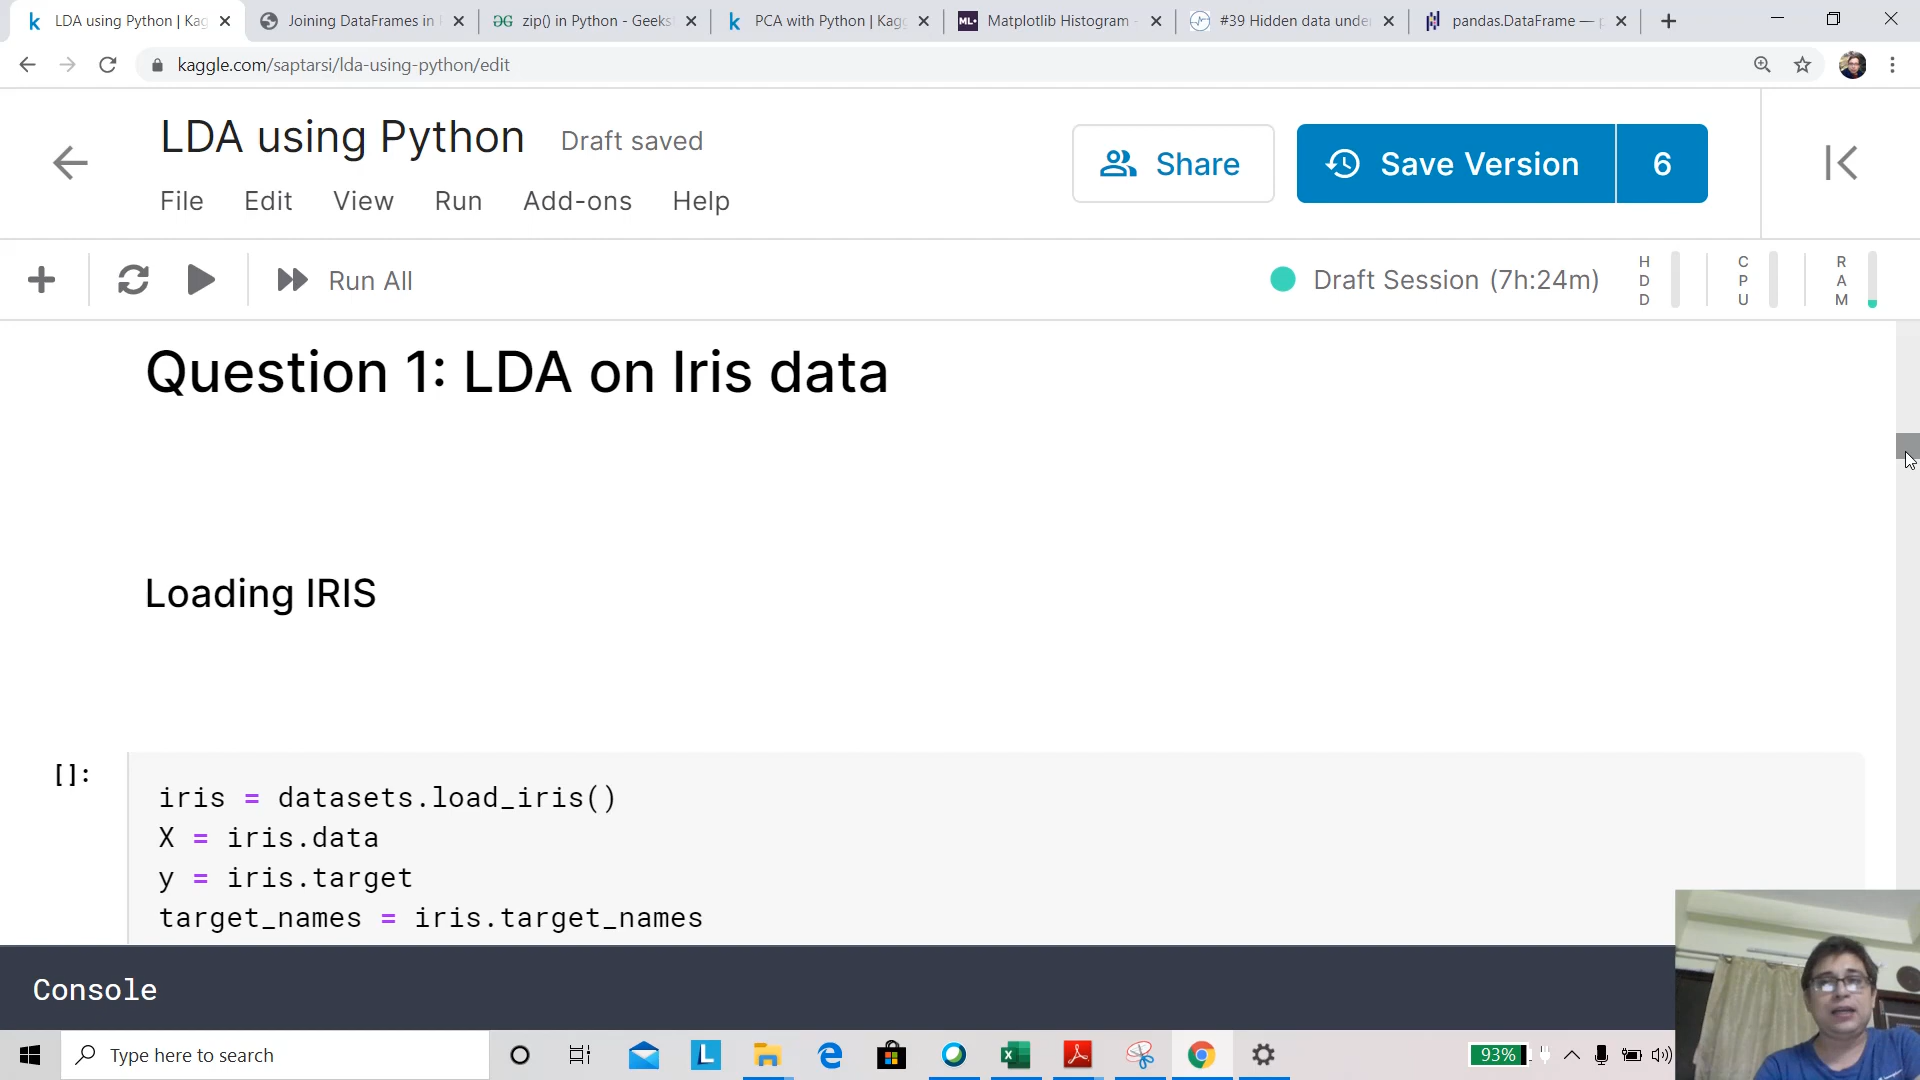 LDA using Python | Kag
Joining DataFrames in
zip() in Python - Geeks
PCA with Python | Kagg
ML
Matplotlib Histogram -
#39 Hidden data unde
pandas.DataFrame —
kaggle.com/saptarsi/lda-using-python/edit
LDA using Python Draft saved
Share
Save Version 6
File Edit View Run Add-ons Help
Run All
Draft Session (7h:24m)
HDD
CPU
RAM
Question 1: LDA on Iris data
Loading IRIS
[]:
iris = datasets.load_iris()
X = iris.data
y = iris.target
target_names = iris.target_names
Console
Type here to search
93%